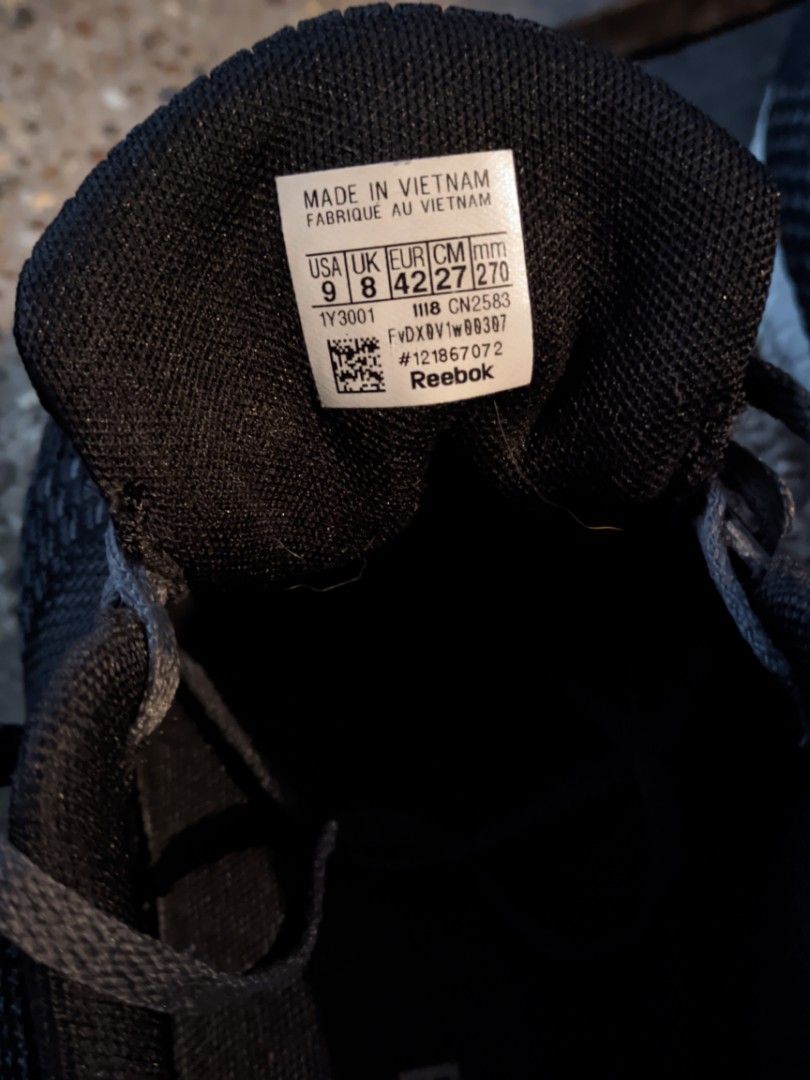 MADE IN VIETNAM
FABRIQUÉ AU VIETNAM
USA UK EUR CM mm
9 8 42 27 270
1Y3001 1118 CN2583
FvDX0V1w00307
#121867072
Reebok